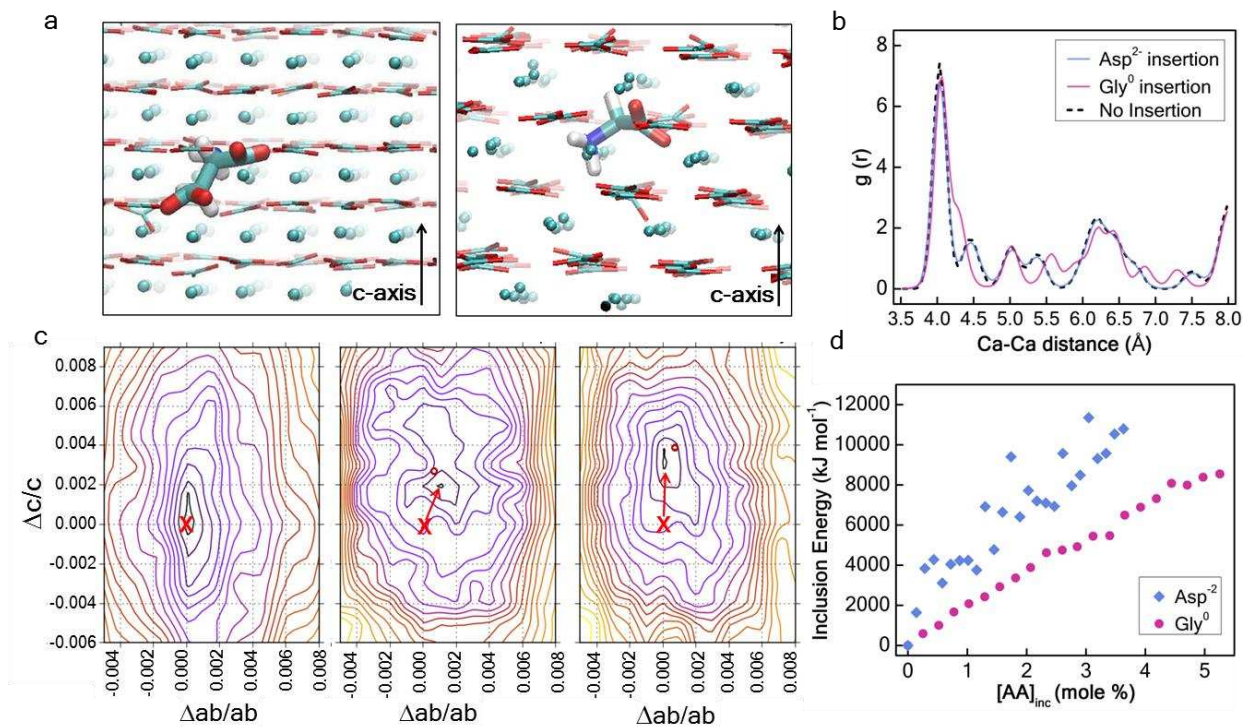 a
c-axis
c-axis
b
8
6
4
2
0
g (r)
Asp²⁻ insertion
Gly⁰ insertion
No Insertion
3.5 4.0 4.5 5.0 5.5 6.0 6.5 7.0 7.5 8.0
Ca-Ca distance (Å)
c
0.008
0.006
0.004
0.002
0.000
-0.002
-0.004
-0.006
Δc/c
X
X
X
-0.004 -0.002 0.000 0.002 0.004 0.006 0.008
-0.004 -0.002 0.000 0.002 0.004 0.006 0.008
-0.004 -0.002 0.000 0.002 0.004 0.006 0.008
Δab/ab
Δab/ab
Δab/ab
d
12000
10000
8000
6000
4000
2000
0
Inclusion Energy (kJ mol⁻¹)
Asp⁻²
Gly⁰
0 1 2 3 4 5
[AA]inc (mole %)